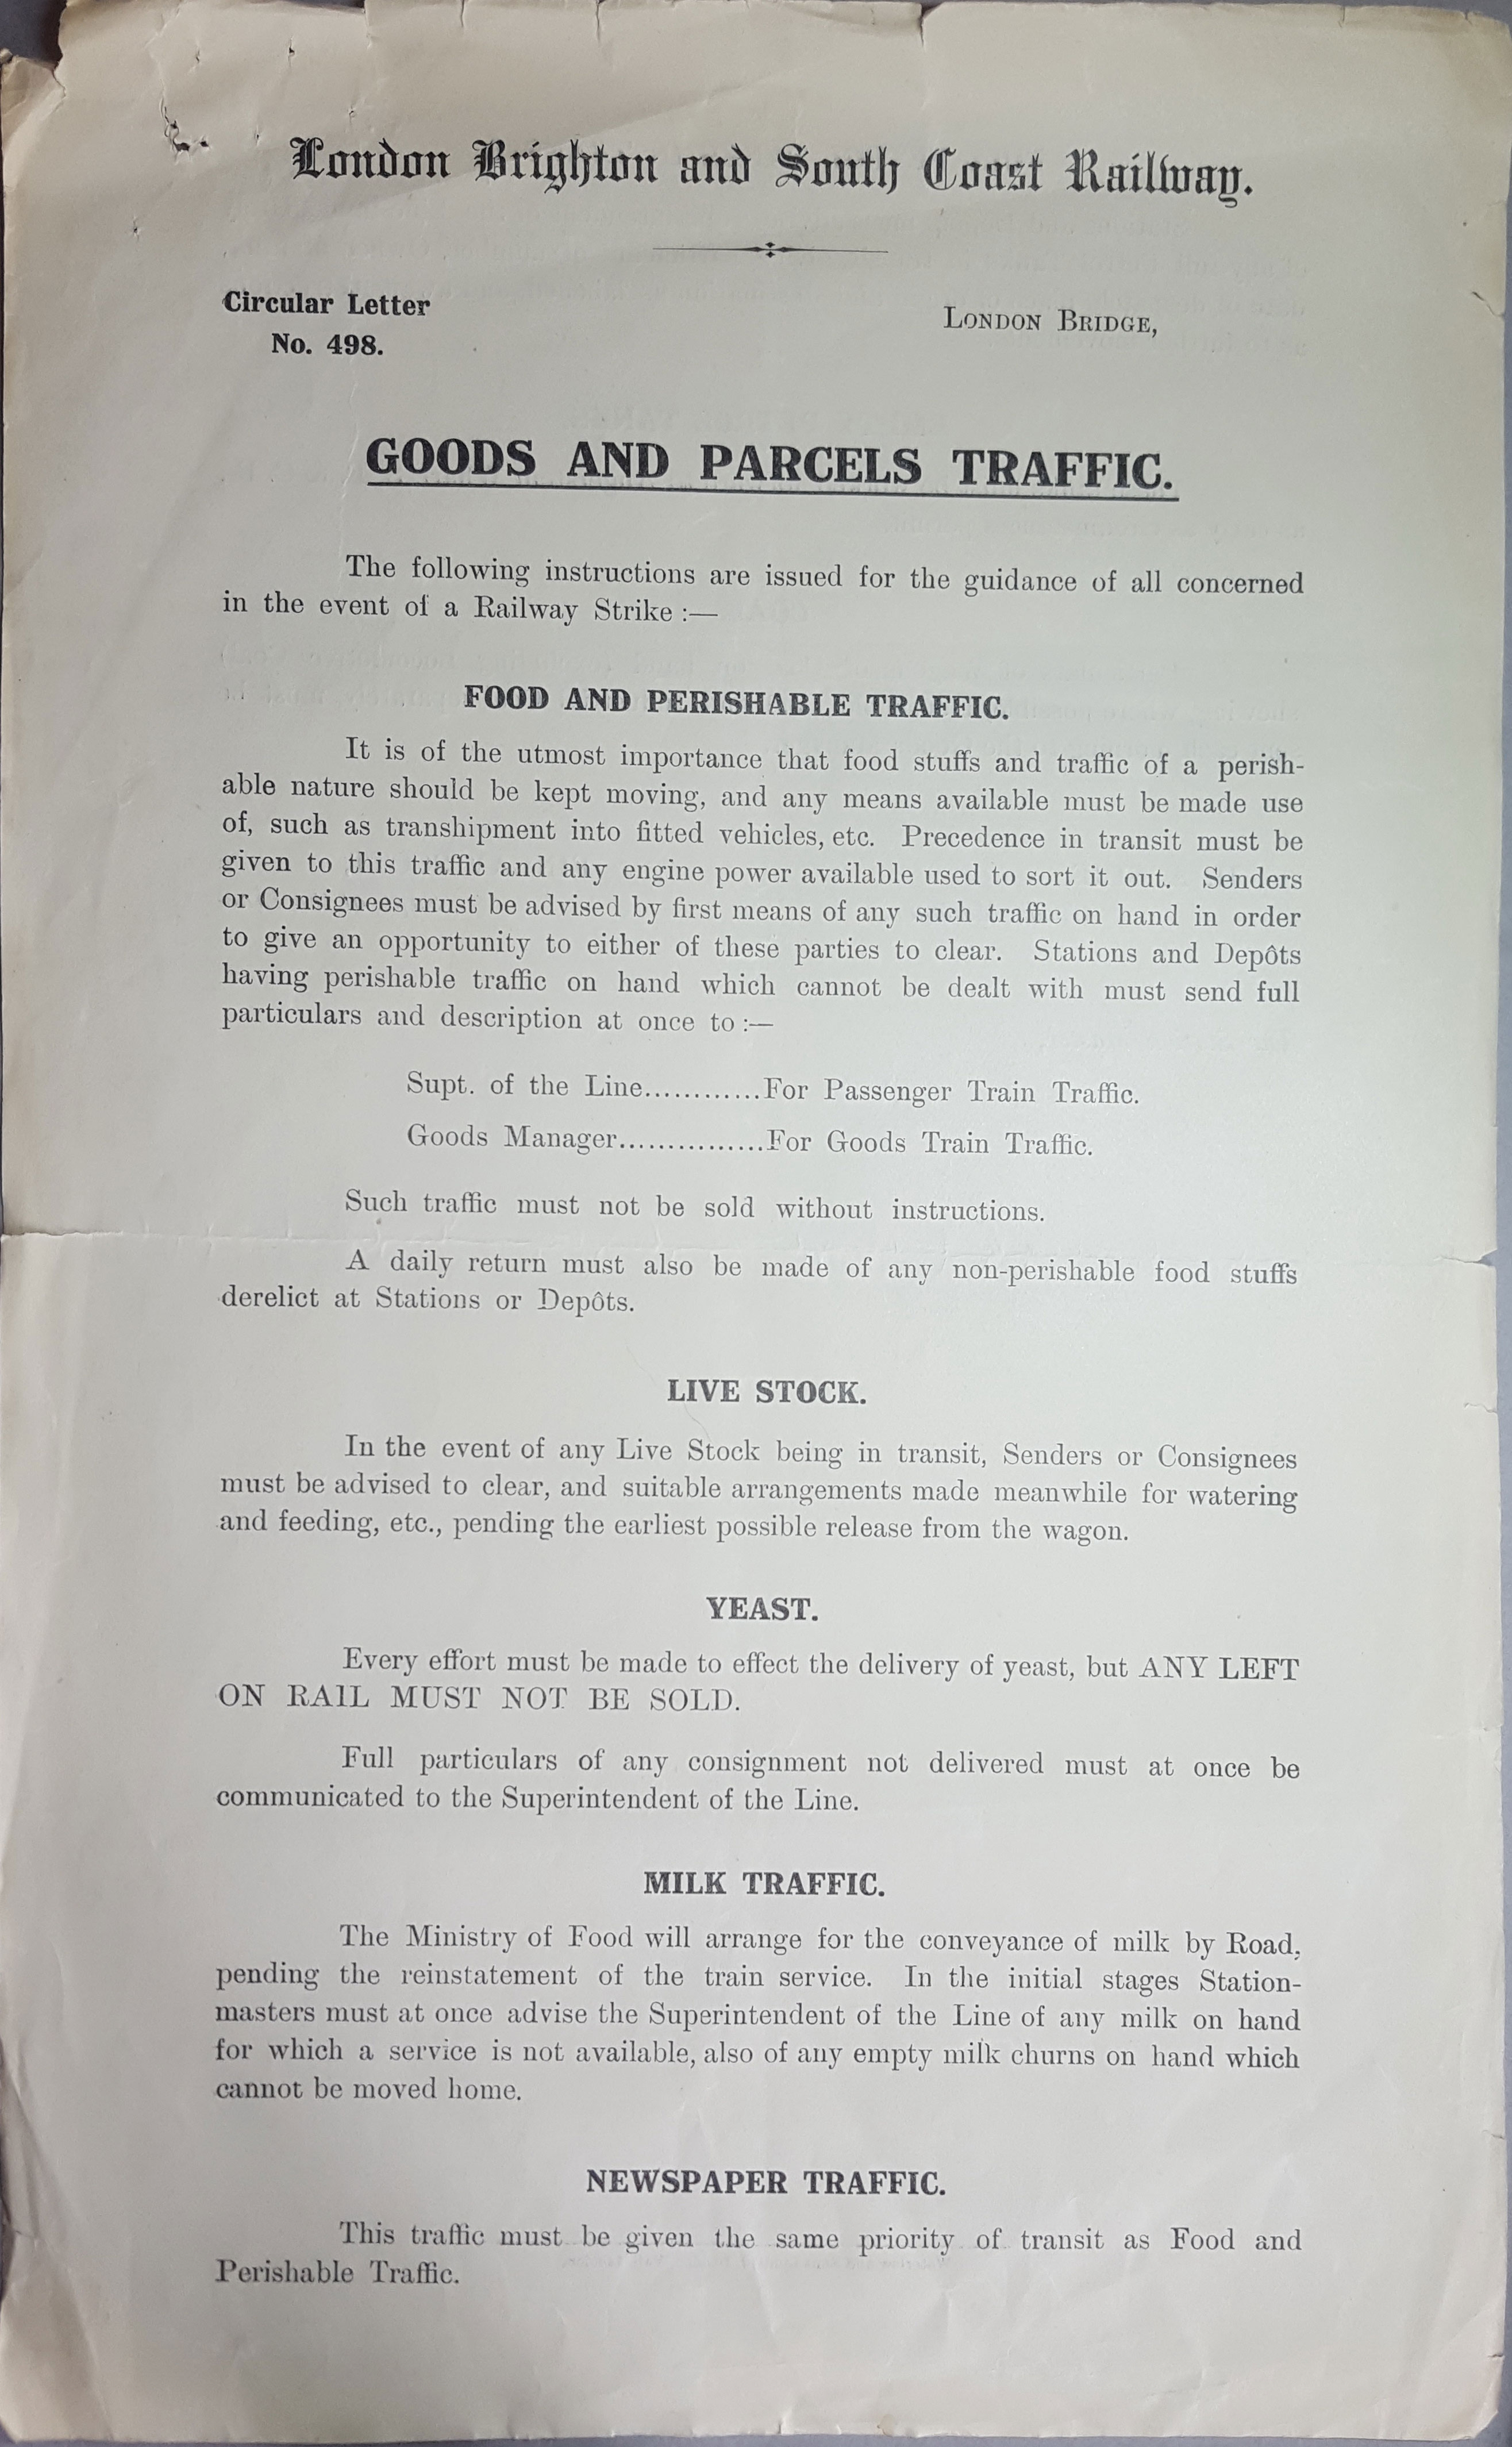 London Brighton and South Coast Railway.
Circular Letter
No. 498.
LONDON BRIDGE,
GOODS AND PARCELS TRAFFIC.
The following instructions are issued for the guidance of all concerned
in the event of a Railway Strike :—
FOOD AND PERISHABLE TRAFFIC.
It is of the utmost importance that food stuffs and traffic of a perish-
able nature should be kept moving, and any means available must be made use
of, such as transhipment into fitted vehicles, etc. Precedence in transit must be
given to this traffic and any engine power available used to sort it out. Senders
or Consignees must be advised by first means of any such traffic on hand in order
to give an opportunity to either of these parties to clear. Stations and Depôts
having perishable traffic on hand which cannot be dealt with must send full
particulars and description at once to :—
Supt. of the Line............For Passenger Train Traffic.
Goods Manager...............For Goods Train Traffic.
Such traffic must not be sold without instructions.
A daily return must also be made of any non-perishable food stuffs
derelict at Stations or Depôts.
LIVE STOCK.
In the event of any Live Stock being in transit, Senders or Consignees
must be advised to clear, and suitable arrangements made meanwhile for watering
and feeding, etc., pending the earliest possible release from the wagon.
YEAST.
Every effort must be made to effect the delivery of yeast, but ANY LEFT
ON RAIL MUST NOT BE SOLD.
Full particulars of any consignment not delivered must at once be
communicated to the Superintendent of the Line.
MILK TRAFFIC.
The Ministry of Food will arrange for the conveyance of milk by Road,
pending the reinstatement of the train service. In the initial stages Station-
masters must at once advise the Superintendent of the Line of any milk on hand
for which a service is not available, also of any empty milk churns on hand which
cannot be moved home.
NEWSPAPER TRAFFIC.
This traffic must be given the same priority of transit as Food and
Perishable Traffic.